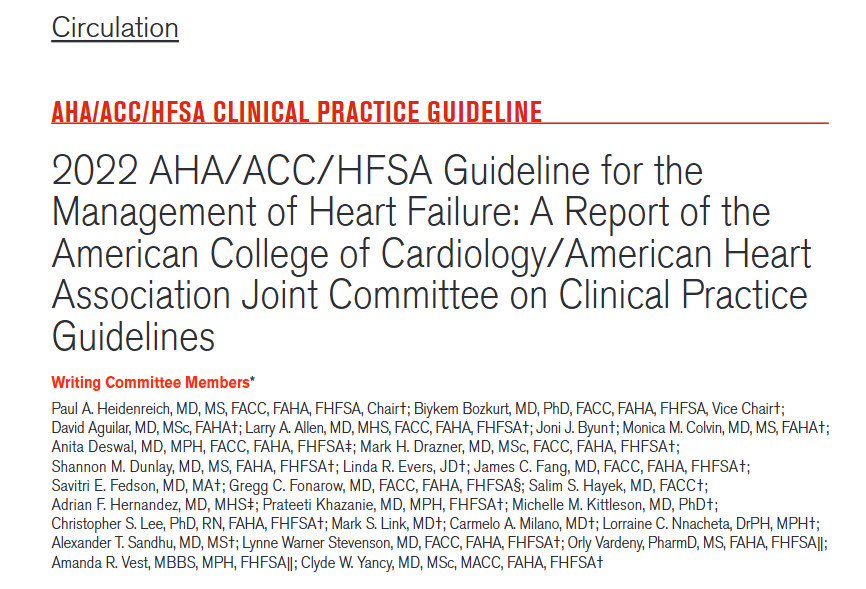 Circulation
AHA/ACC/HFSA CLINICAL PRACTICE GUIDELINE
2022 AHA/ACC/HFSA Guideline for the
Management of Heart Failure: A Report of the
American College of Cardiology/American Heart
Association Joint Committee on Clinical Practice
Guidelines
Writing Committee Members*
Paul A. Heidenreich, MD, MS, FACC, FAHA, FHFSA, Chair†; Biykem Bozkurt, MD, PhD, FACC, FAHA, FHFSA, Vice Chair†;
David Aguilar, MD, MSc, FAHA†; Larry A. Allen, MD, MHS, FACC, FAHA, FHFSA†; Joni J. Byun†; Monica M. Colvin, MD, MS, FAHA†;
Anita Deswal, MD, MPH, FACC, FAHA, FHFSA‡; Mark H. Drazner, MD, MSc, FACC, FAHA, FHFSA†;
Shannon M. Dunlay, MD, MS, FAHA, FHFSA†; Linda R. Evers, JD†; James C. Fang, MD, FACC, FAHA, FHFSA†;
Savitri E. Fedson, MD, MA†; Gregg C. Fonarow, MD, FACC, FAHA, FHFSA§; Salim S. Hayek, MD, FACC†;
Adrian F. Hernandez, MD, MHS‡; Prateeti Khazanie, MD, MPH, FHFSA†; Michelle M. Kittleson, MD, PhD†;
Christopher S. Lee, PhD, RN, FAHA, FHFSA†; Mark S. Link, MD†; Carmelo A. Milano, MD†; Lorraine C. Nnacheta, DrPH, MPH†;
Alexander T. Sandhu, MD, MS†; Lynne Warner Stevenson, MD, FACC, FAHA, FHFSA†; Orly Vardeny, PharmD, MS, FAHA, FHFSA‖;
Amanda R. Vest, MBBS, MPH, FHFSA‖; Clyde W. Yancy, MD, MSc, MACC, FAHA, FHFSA†